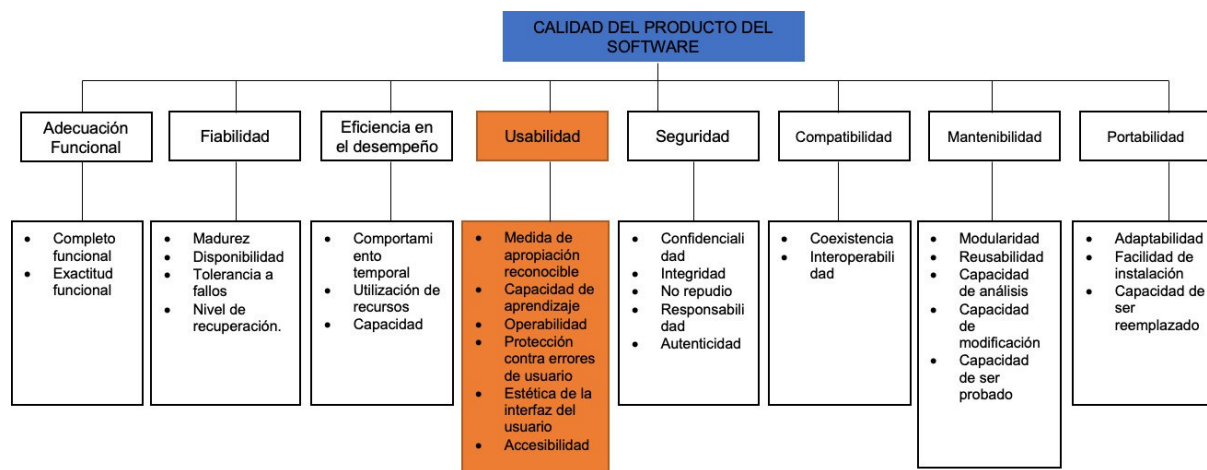 CALIDAD DEL PRODUCTO DEL
SOFTWARE
Adecuación
Funcional
Fiabilidad
Eficiencia en
el desempeño
Usabilidad
Seguridad
Compatibilidad
Mantenibilidad
Portabilidad
• Completo
funcional
• Exactitud
funcional
• Madurez
• Disponibilidad
• Tolerancia a
fallos
• Nivel de
recuperación.
• Comportami
ento
temporal
• Utilización de
recursos
• Capacidad
• Medida de
apropiación
reconocible
• Capacidad de
aprendizaje
• Operabilidad
• Protección
contra errores
de usuario
• Estética de la
interfaz del
usuario
• Accesibilidad
• Confidenciali
dad
• Integridad
• No repudio
• Responsabili
dad
• Autenticidad
• Coexistencia
• Interoperabili
dad
• Modularidad
• Reusabilidad
• Capacidad
de análisis
• Capacidad
de
modificación
• Capacidad
de ser
probado
• Adaptabilidad
• Facilidad de
instalación
• Capacidad de
ser
reemplazado